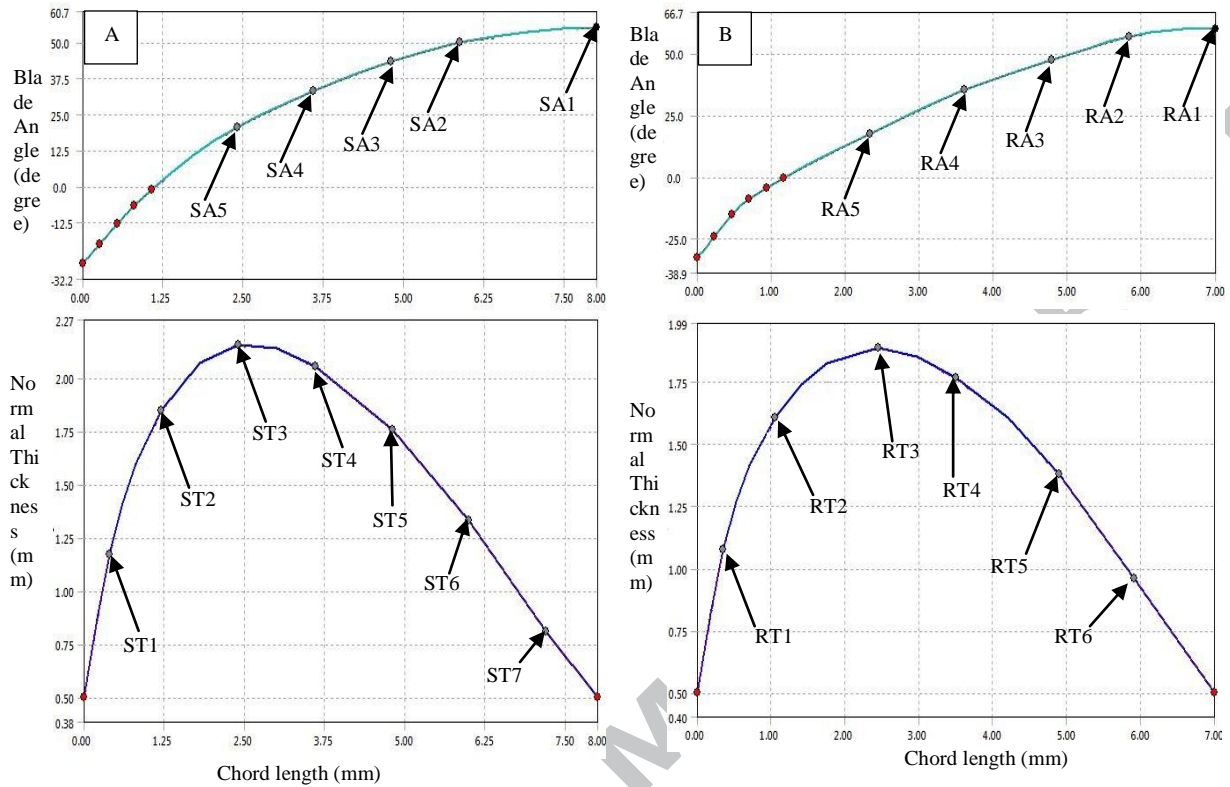 A
60.7
50.0
37.5
25.0
12.5
0.0
-12.5
-32.2
Bla
de
An
gle
(de
gre
e)
SA1
SA2
SA3
SA4
SA5
0.00 1.25 2.50 3.75 5.00 6.25 7.50 8.00
B
66.7
50.0
25.0
0.0
-25.0
-38.9
Bla
de
An
gle
(de
gre
e)
RA1
RA2
RA3
RA4
RA5
0.00 1.00 2.00 3.00 4.00 5.00 6.00 7.00
2.27
2.00
1.75
1.50
1.25
1.00
0.75
0.50
0.38
No
rm
al
Thi
ck
nes
s
(m
m)
ST1
ST2
ST3
ST4
ST5
ST6
ST7
0.00 1.25 2.50 3.75 5.00 6.25 7.50 8.00
Chord length (mm)
1.99
1.75
1.50
1.25
1.00
0.75
0.50
0.40
No
rm
al
Thi
ckn
ess
(m
m)
RT1
RT2
RT3
RT4
RT5
RT6
0.00 1.00 2.00 3.00 4.00 5.00 6.00 7.00
Chord length (mm)
M